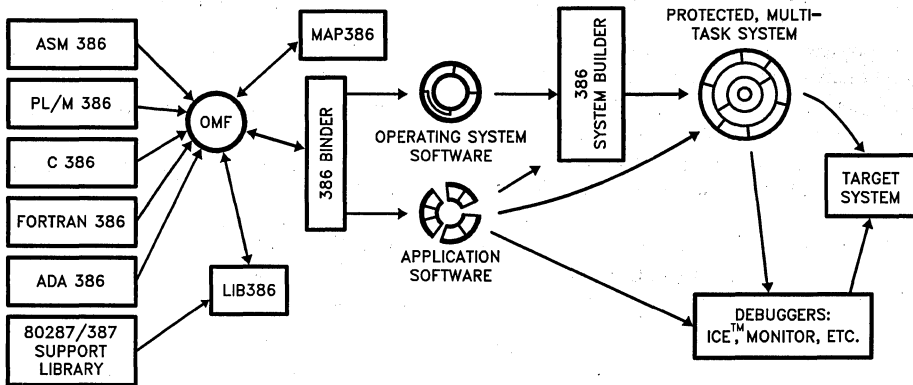 ASM 386
PL/M 386
C 386
FORTRAN 386
ADA 386
80287/387
SUPPORT
LIBRARY
OMF
MAP386
LIB386
386 BINDER
OPERATING SYSTEM
SOFTWARE
APPLICATION
SOFTWARE
386
SYSTEM BUILDER
PROTECTED, MULTI-
TASK SYSTEM
TARGET
SYSTEM
DEBUGGERS:
ICE™, MONITOR, ETC.